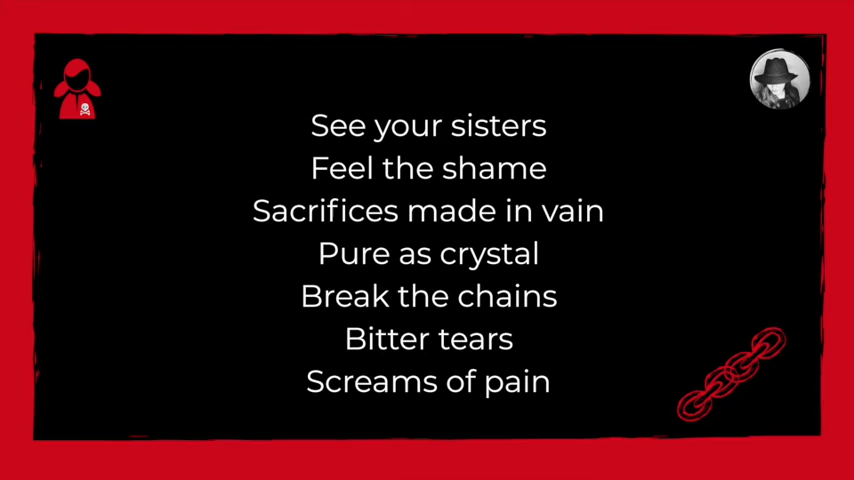 See your sisters
Feel the shame
Sacrifices made in vain
Pure as crystal
Break the chains
Bitter tears
Screams of pain